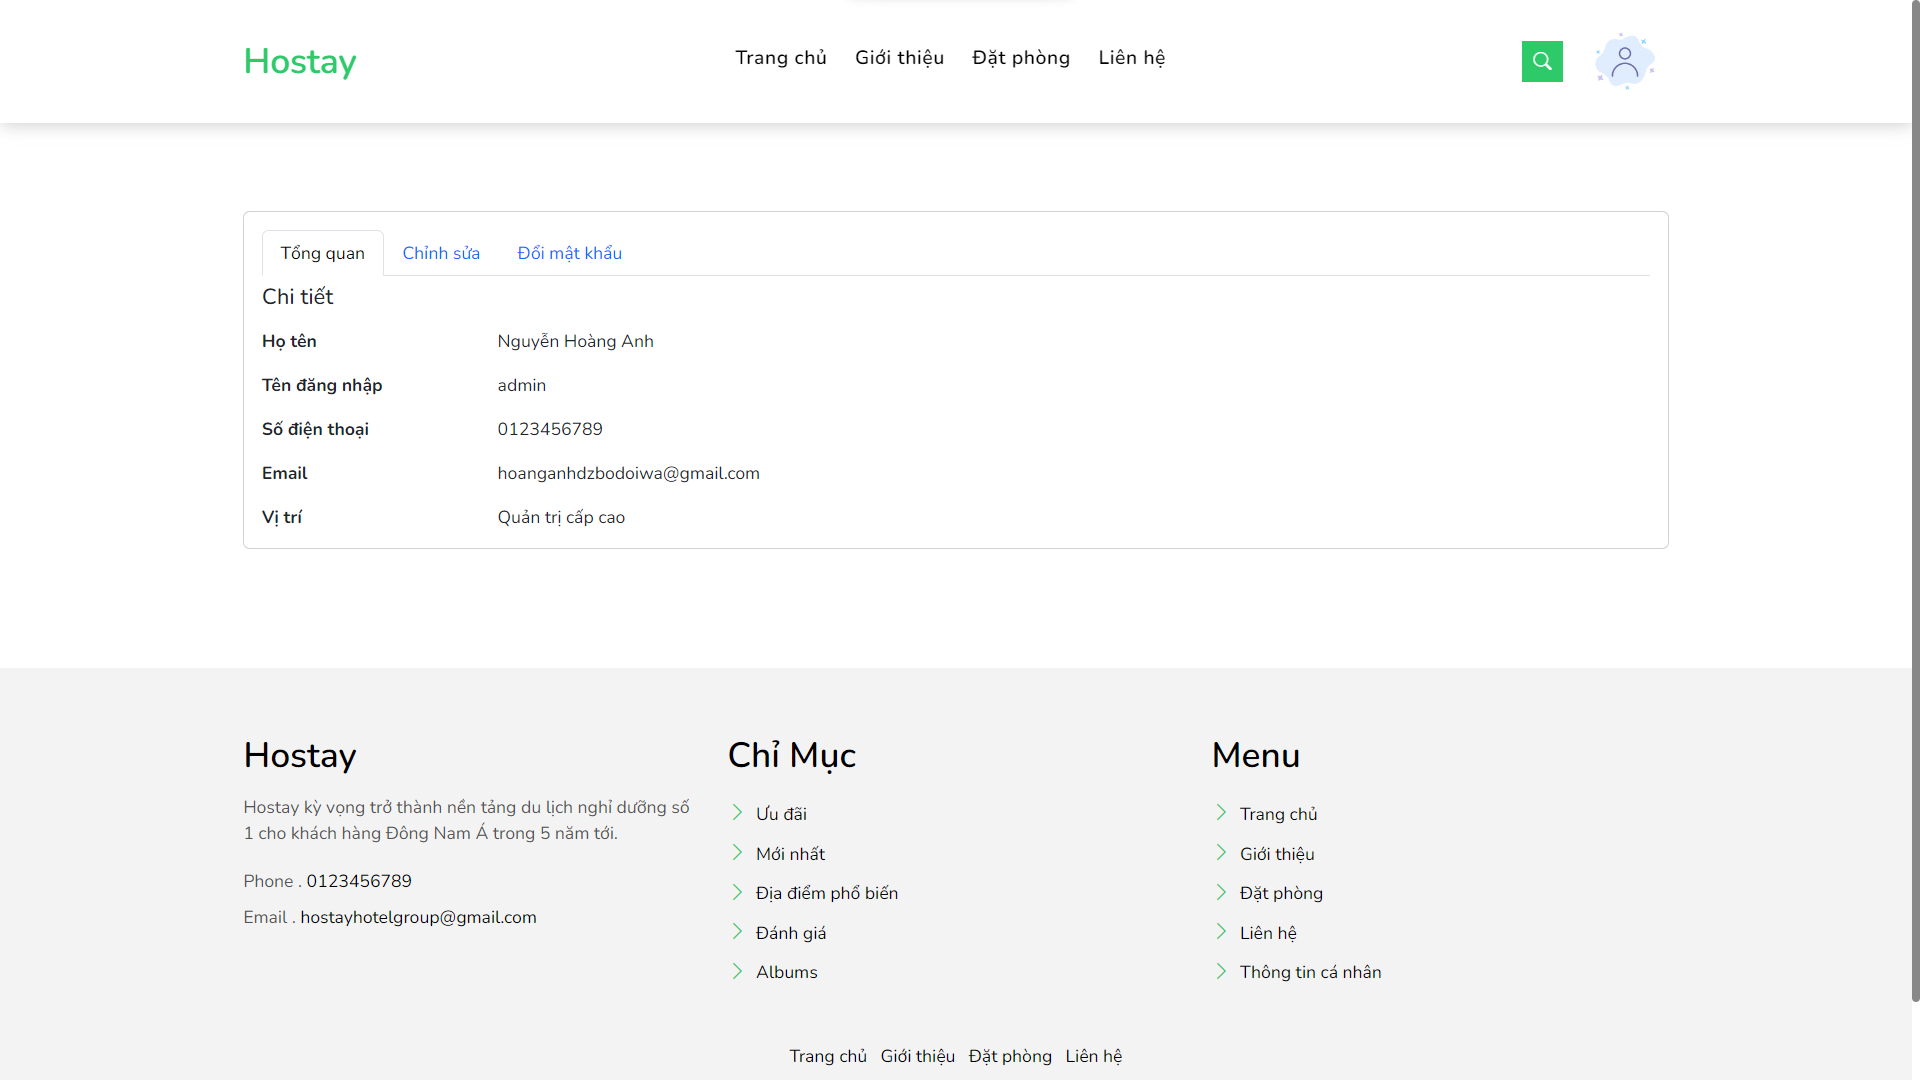 Hostay
Trang chủ Giới thiệu Đặt phòng Liên hệ
Tổng quan Chỉnh sửa Đổi mật khẩu
Chi tiết
Họ tên Nguyễn Hoàng Anh
Tên đăng nhập admin
Số điện thoại 0123456789
Email hoanganhdzbodoiwa@gmail.com
Vị trí Quản trị cấp cao
Hostay
Hostay kỳ vọng trở thành nền tảng du lịch nghỉ dưỡng số
1 cho khách hàng Đông Nam Á trong 5 năm tới.
Phone . 0123456789
Email . hostayhotelgroup@gmail.com
Chỉ Mục
Ưu đãi
Mới nhất
Địa điểm phổ biến
Đánh giá
Albums
Menu
Trang chủ
Giới thiệu
Đặt phòng
Liên hệ
Thông tin cá nhân
Trang chủ Giới thiệu Đặt phòng Liên hệ